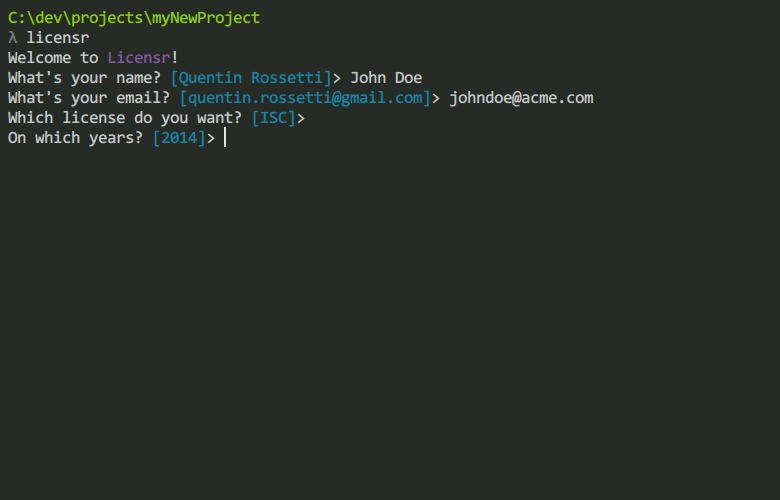 C:\dev\projects\myNewProject
λ licensr
Welcome to Licensr!
What's your name? [Quentin Rossetti]> John Doe
What's your email? [quentin.rossetti@gmail.com]> johndoe@acme.com
Which license do you want? [ISC]>
On which years? [2014]>